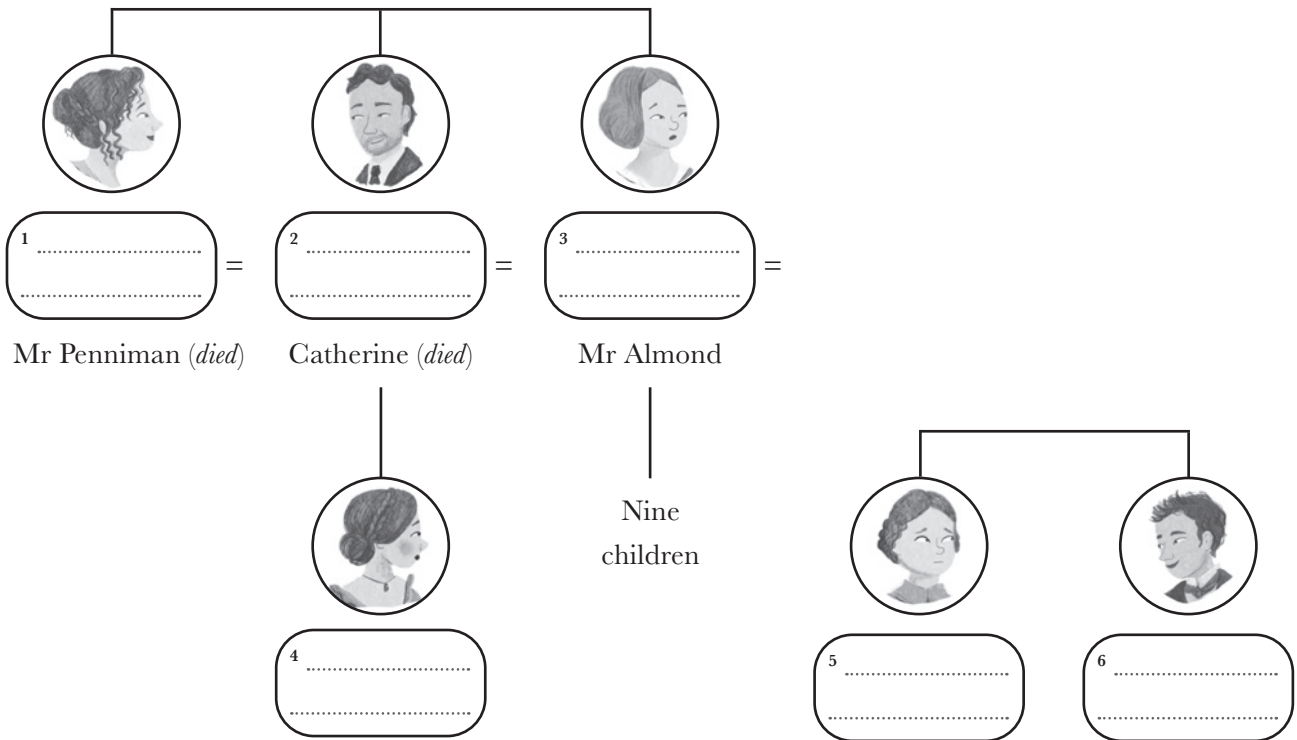 1
=
2
=
3
=
Mr Penniman (died)
Catherine (died)
Mr Almond
Nine
children
4
5
6